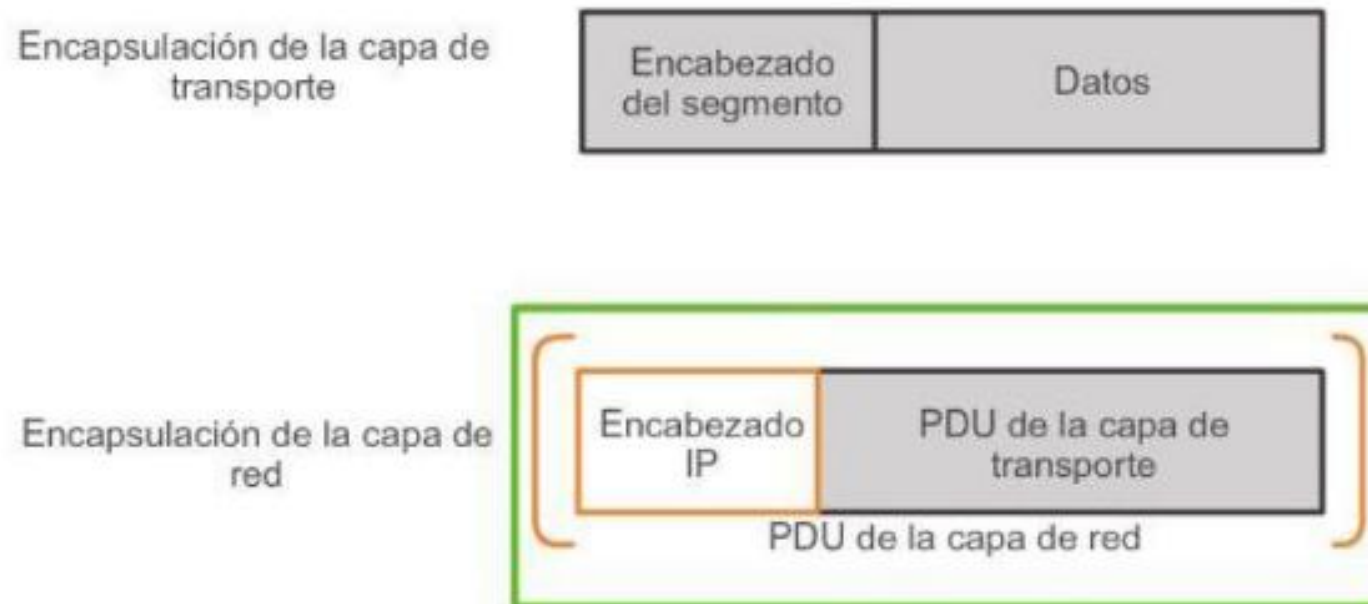 Encapsulación de la capa de
transporte
Encabezado
del segmento
Datos
Encapsulación de la capa de
red
Encabezado
IP
PDU de la capa de
transporte
PDU de la capa de red